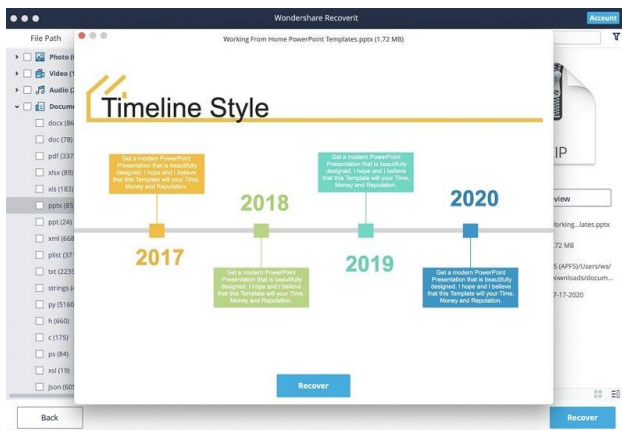 Wondershare Recoverit
Account
File Path
Working From Home PowerPoint Templates.pptx (1.72 MB)
Photo
Video
Audio
Timeline Style
docx
doc (78)
pdf (337
xlsx (89)
xls (183)
pptx (85
ppt (24)
xml (668
plist
txt (2239
strings
py (5160
h (660)
c (175)
ps (84)
xsl (19)
json
Get a modern PowerPoint
Presentation that is beautifully
designed. I hope and I believe
that this Template will your Time,
Money and Reputation.
2017
2018
Get a modern PowerPoint
Presentation that is beautifully
designed. I hope and I believe
that this Template will your Time,
Money and Reputation.
Get a modern PowerPoint
Presentation that is beautifully
designed. I hope and I believe
that this Template will your Time,
Money and Reputation.
2019
2020
Get a modern PowerPoint
Presentation that is beautifully
designed. I hope and I believe
that this Template will your Time,
Money and Reputation.
IP
view
lates.pptx
.72 MB
(APFS)/Users/ws/
ownloads/docum...
7-17-2020
Recover
Back
Recover